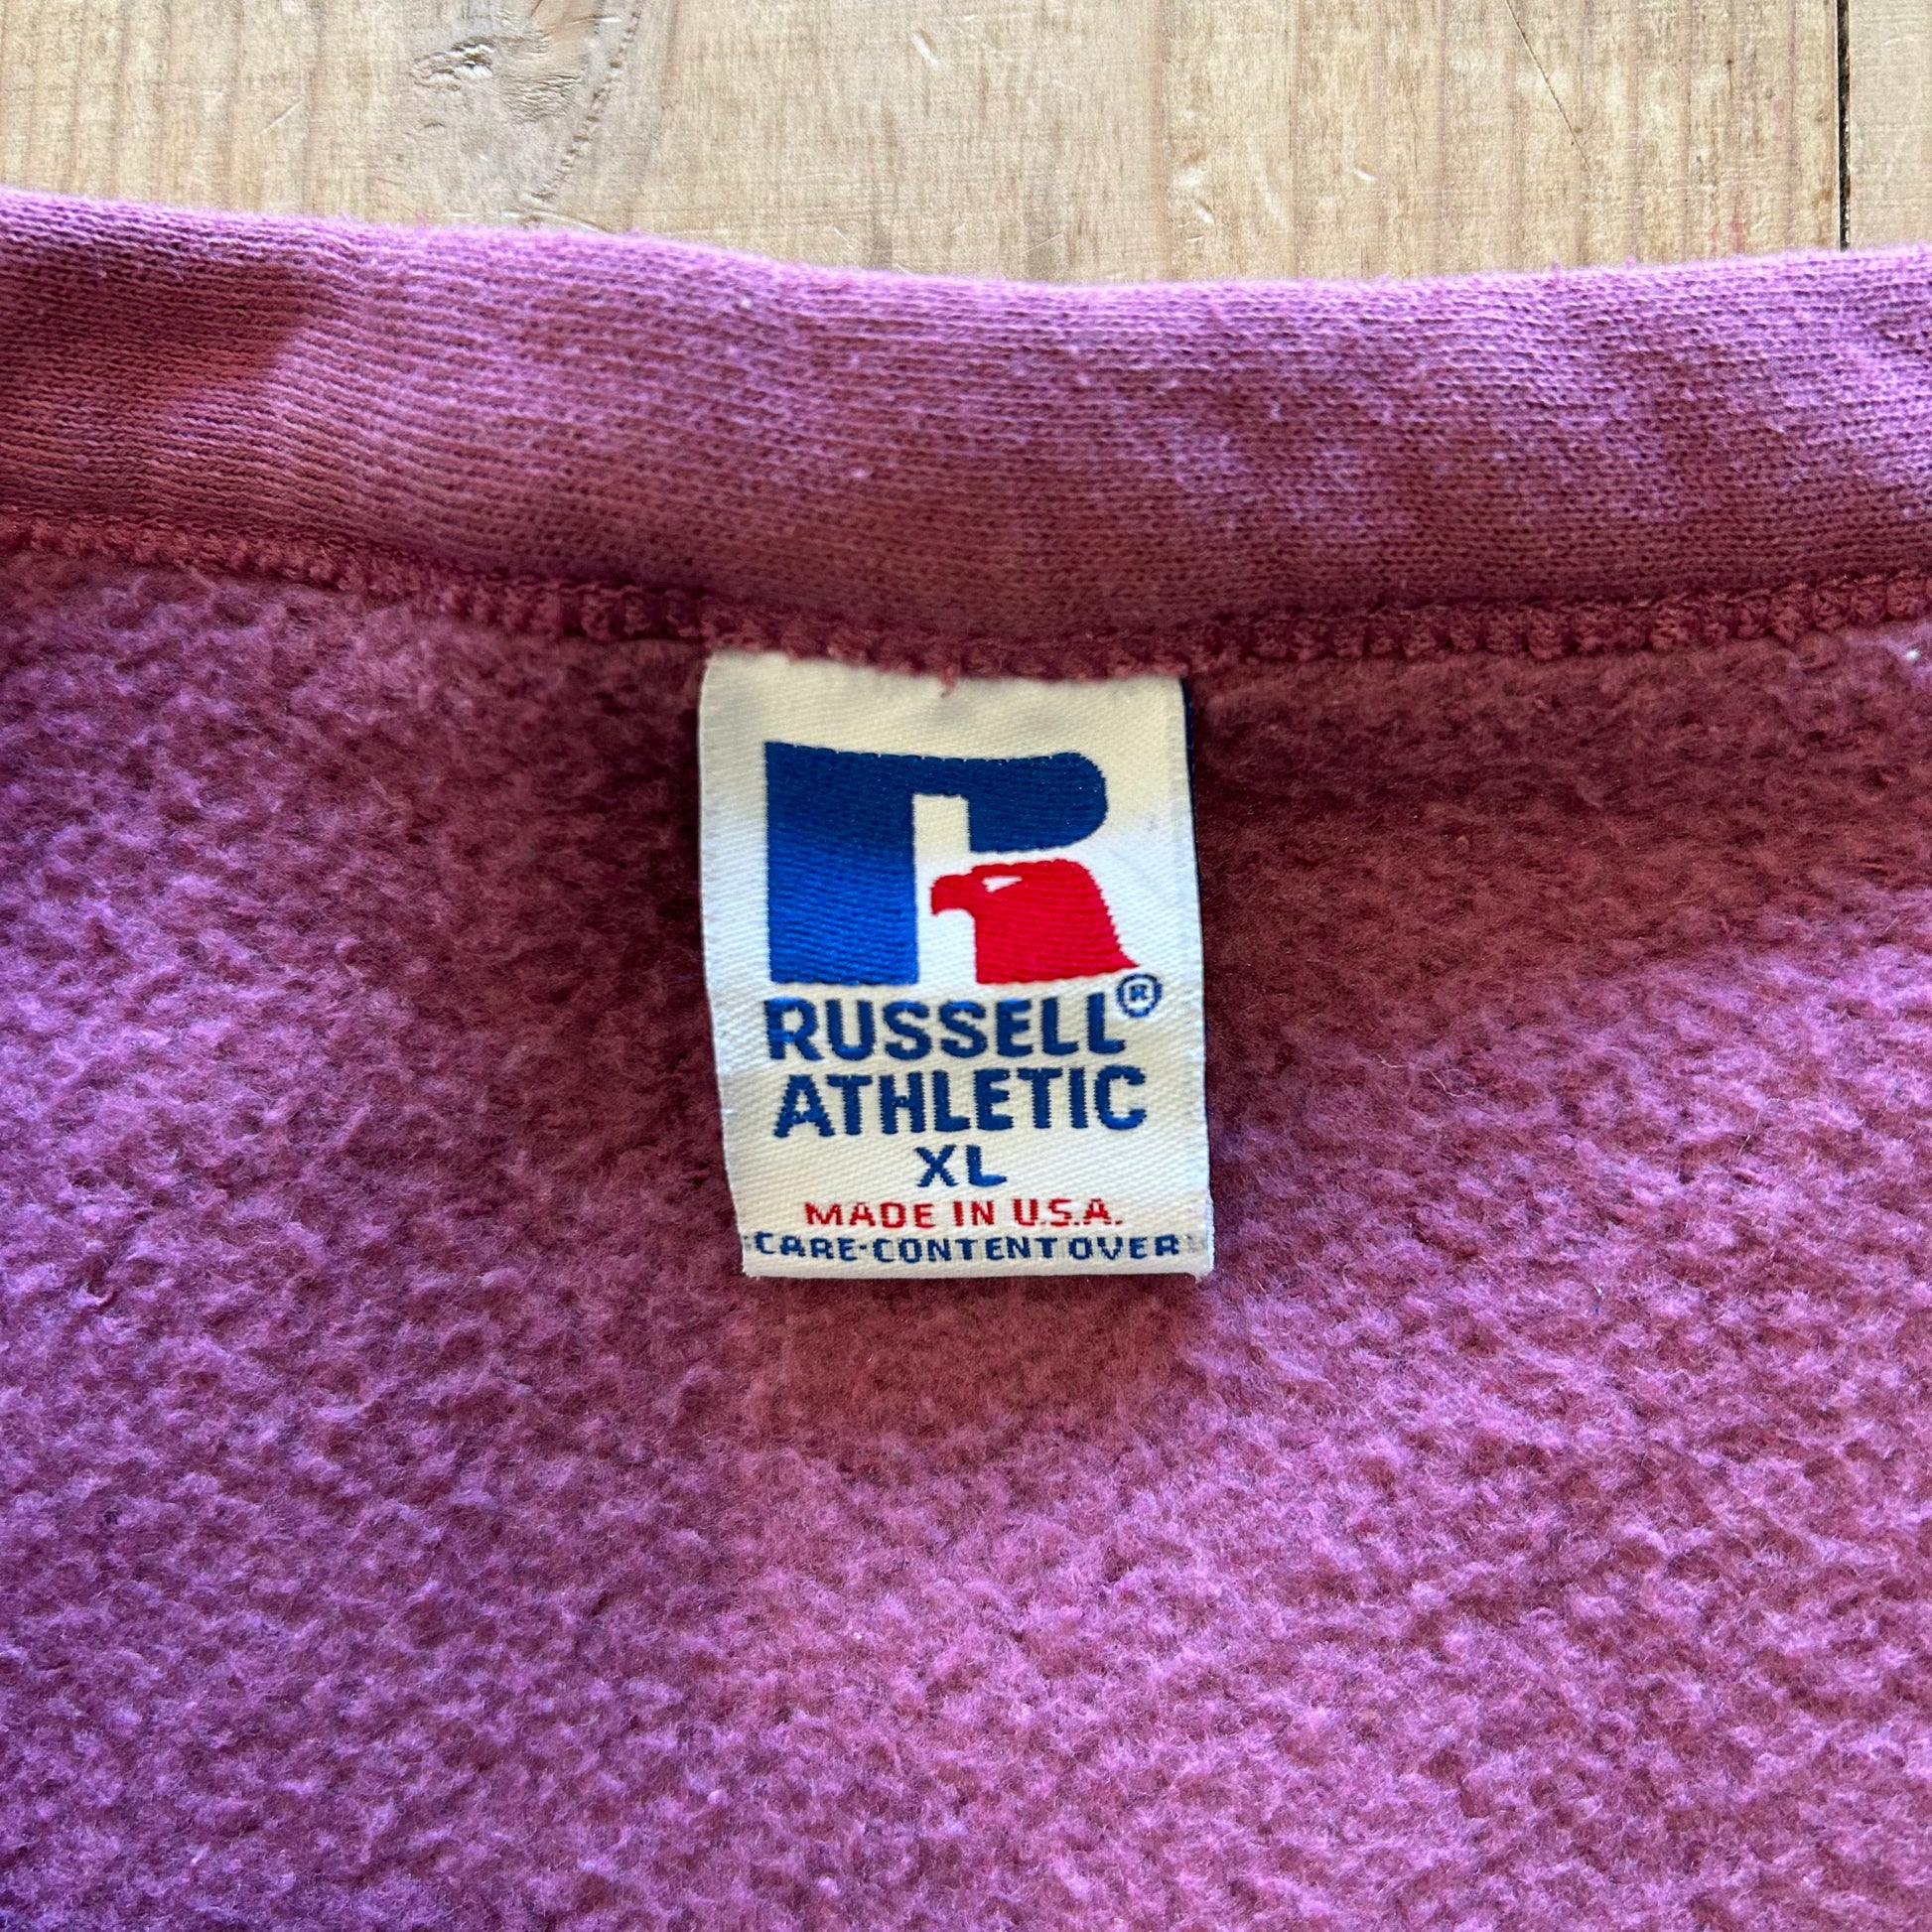 RUSSELL®
ATHLETIC
XL
MADE IN U.S.A.
CARE-CONTENT OVER